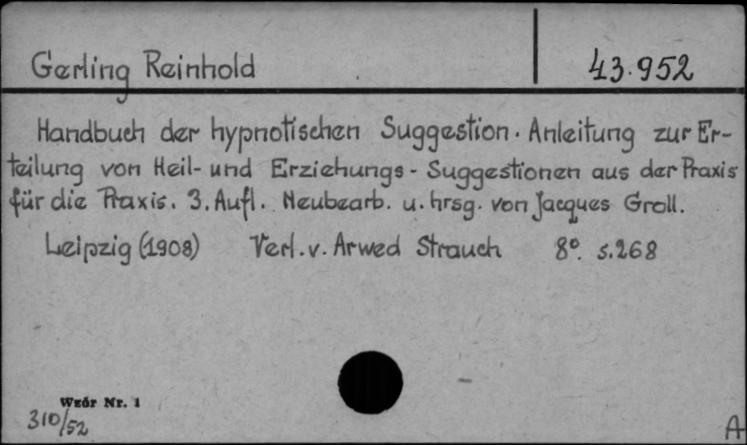 Gerling Reinhold
43.952
Handbuch der hypnotischen Suggestion. Anleitung zur Er-
teilung von Heil- und Erziehungs-Suggestionen aus der Praxis
für die Praxis. 3. Aufl. Neubearb. u. hrsg. von Jacques Groll.
Leipzig (1908) Verl. v. Arwed Strauch 8°. s.268
Wzór Nr. 1
310/52
A